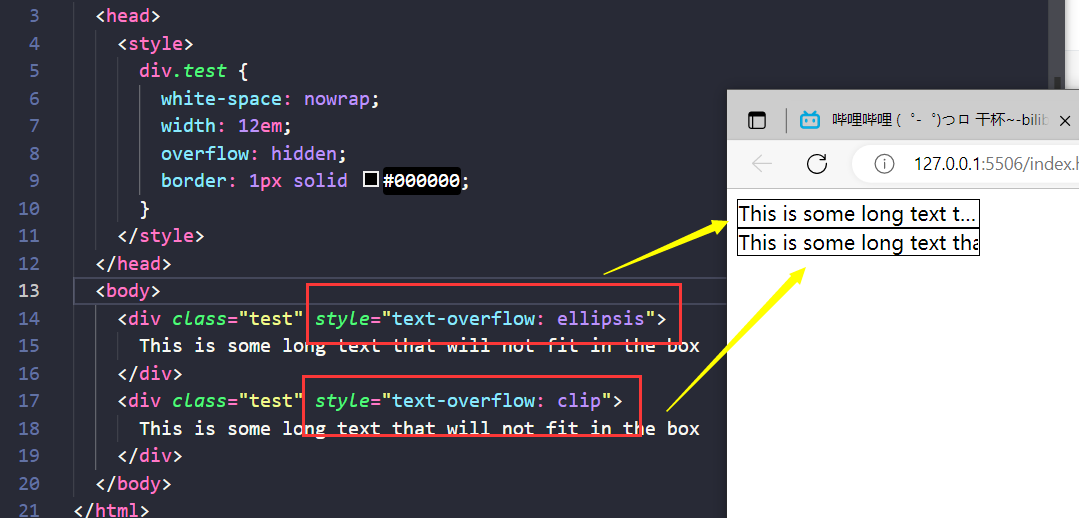 3 <head>
4 <style>
5 div.test {
6 white-space: nowrap;
7 width: 12em;
8 overflow: hidden;
9 border: 1px solid #000000;
10 }
11 </style>
12 </head>
13 <body>
14 <div class="test" style="text-overflow: ellipsis">
15 This is some long text that will not fit in the box
16 </div>
17 <div class="test" style="text-overflow: clip">
18 This is some long text that will not fit in the box
19 </div>
20 </body>
21 </html>
哔哩哔哩 (゜-゜)つロ 干杯~-bilib
127.0.0.1:5506/index.h
This is some long text t...
This is some long text tha